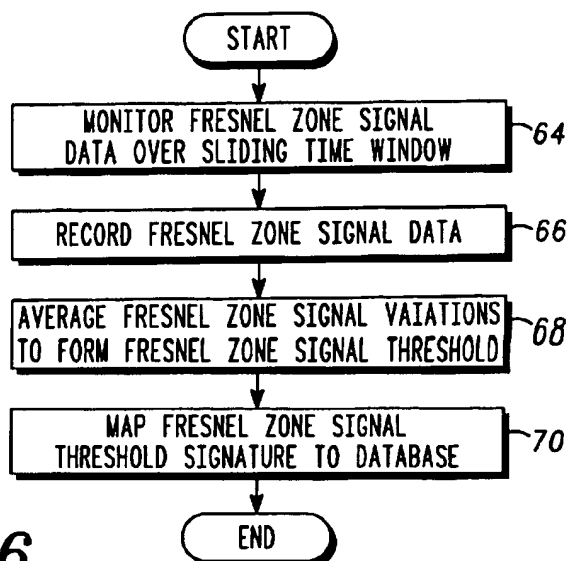 START
MONITOR FRESNEL ZONE SIGNAL
DATA OVER SLIDING TIME WINDOW
64
RECORD FRESNEL ZONE SIGNAL DATA
66
AVERAGE FRESNEL ZONE SIGNAL VAIATIONS
TO FORM FRESNEL ZONE SIGNAL THRESHOLD
68
MAP FRESNEL ZONE SIGNAL
THRESHOLD SIGNATURE TO DATABASE
70
END
6